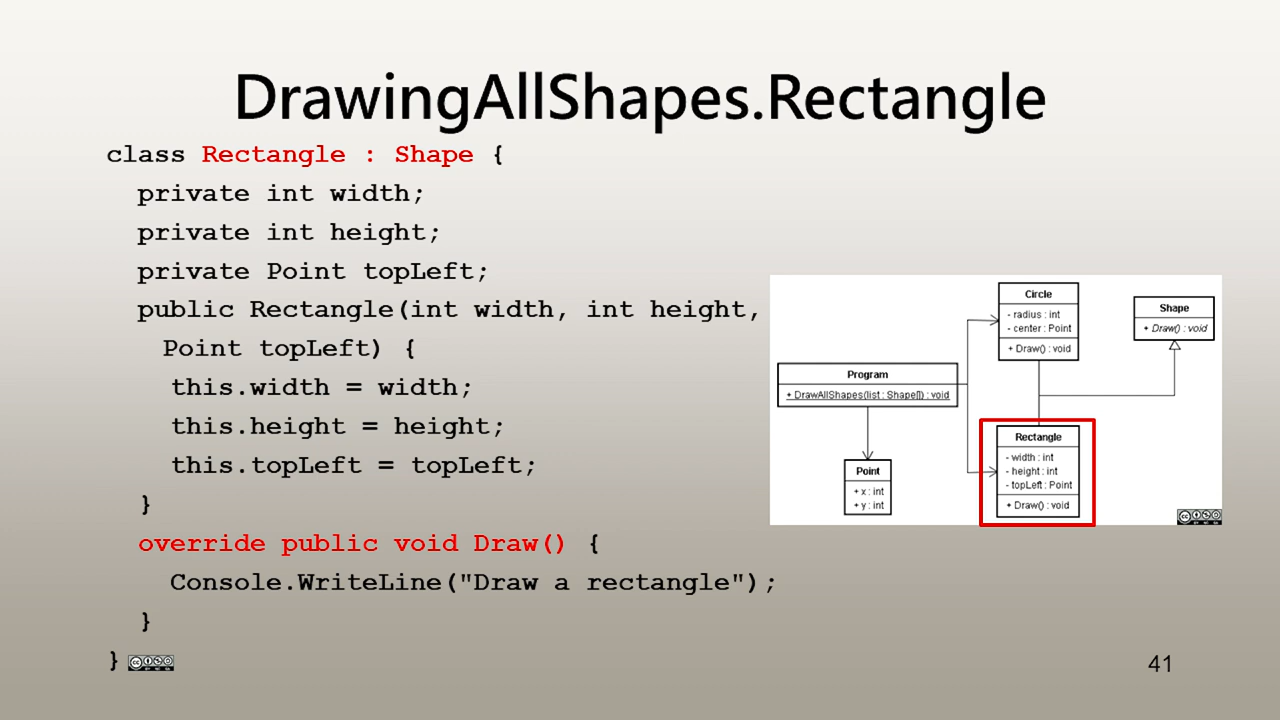 DrawingAllShapes.Rectangle
class Rectangle : Shape {
private int width;
private int height;
private Point topLeft;
public Rectangle(int width, int height,
Point topLeft) {
this.width = width;
this.height = height;
this.topLeft = topLeft;
}
override public void Draw() {
Console.WriteLine("Draw a rectangle");
}
}
Circle
- radius : int
- center : Point
+ Draw() : void
Shape
+ Draw() : void
Program
+ DrawAllShapes(list : Shape[]) : void
Point
+ x : int
+ y : int
Rectangle
- width : int
- height : int
- topLeft : Point
+ Draw() : void
41